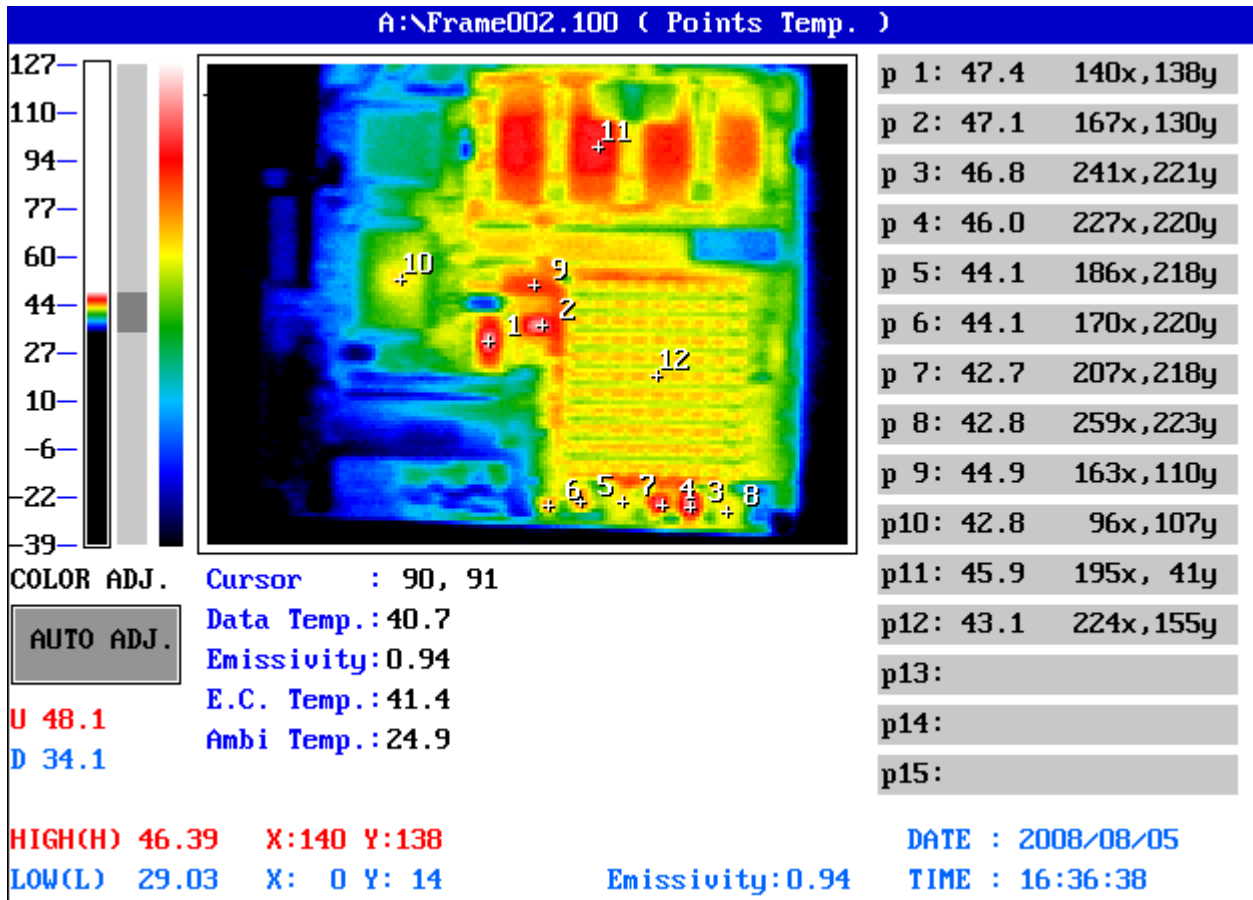 A:\Frame002.100 ( Points Temp. )
127
110
94
77
60
44
27
10
-6
-22
-39
11
10
9
2
1
12
6 5 7 4 3 8
p 1: 47.4 140x,138y
p 2: 47.1 167x,130y
p 3: 46.8 241x,221y
p 4: 46.0 227x,220y
p 5: 44.1 186x,218y
p 6: 44.1 170x,220y
p 7: 42.7 207x,218y
p 8: 42.8 259x,223y
p 9: 44.9 163x,110y
p10: 42.8 96x,107y
p11: 45.9 195x, 41y
p12: 43.1 224x,155y
p13:
p14:
p15:
COLOR ADJ.
AUTO ADJ.
U 48.1
D 34.1
Cursor : 90, 91
Data Temp.:40.7
Emissivity:0.94
E.C. Temp.:41.4
Ambi Temp.:24.9
HIGH(H) 46.39 X:140 Y:138
LOW(L) 29.03 X: 0 Y: 14
Emissivity:0.94
DATE : 2008/08/05
TIME : 16:36:38